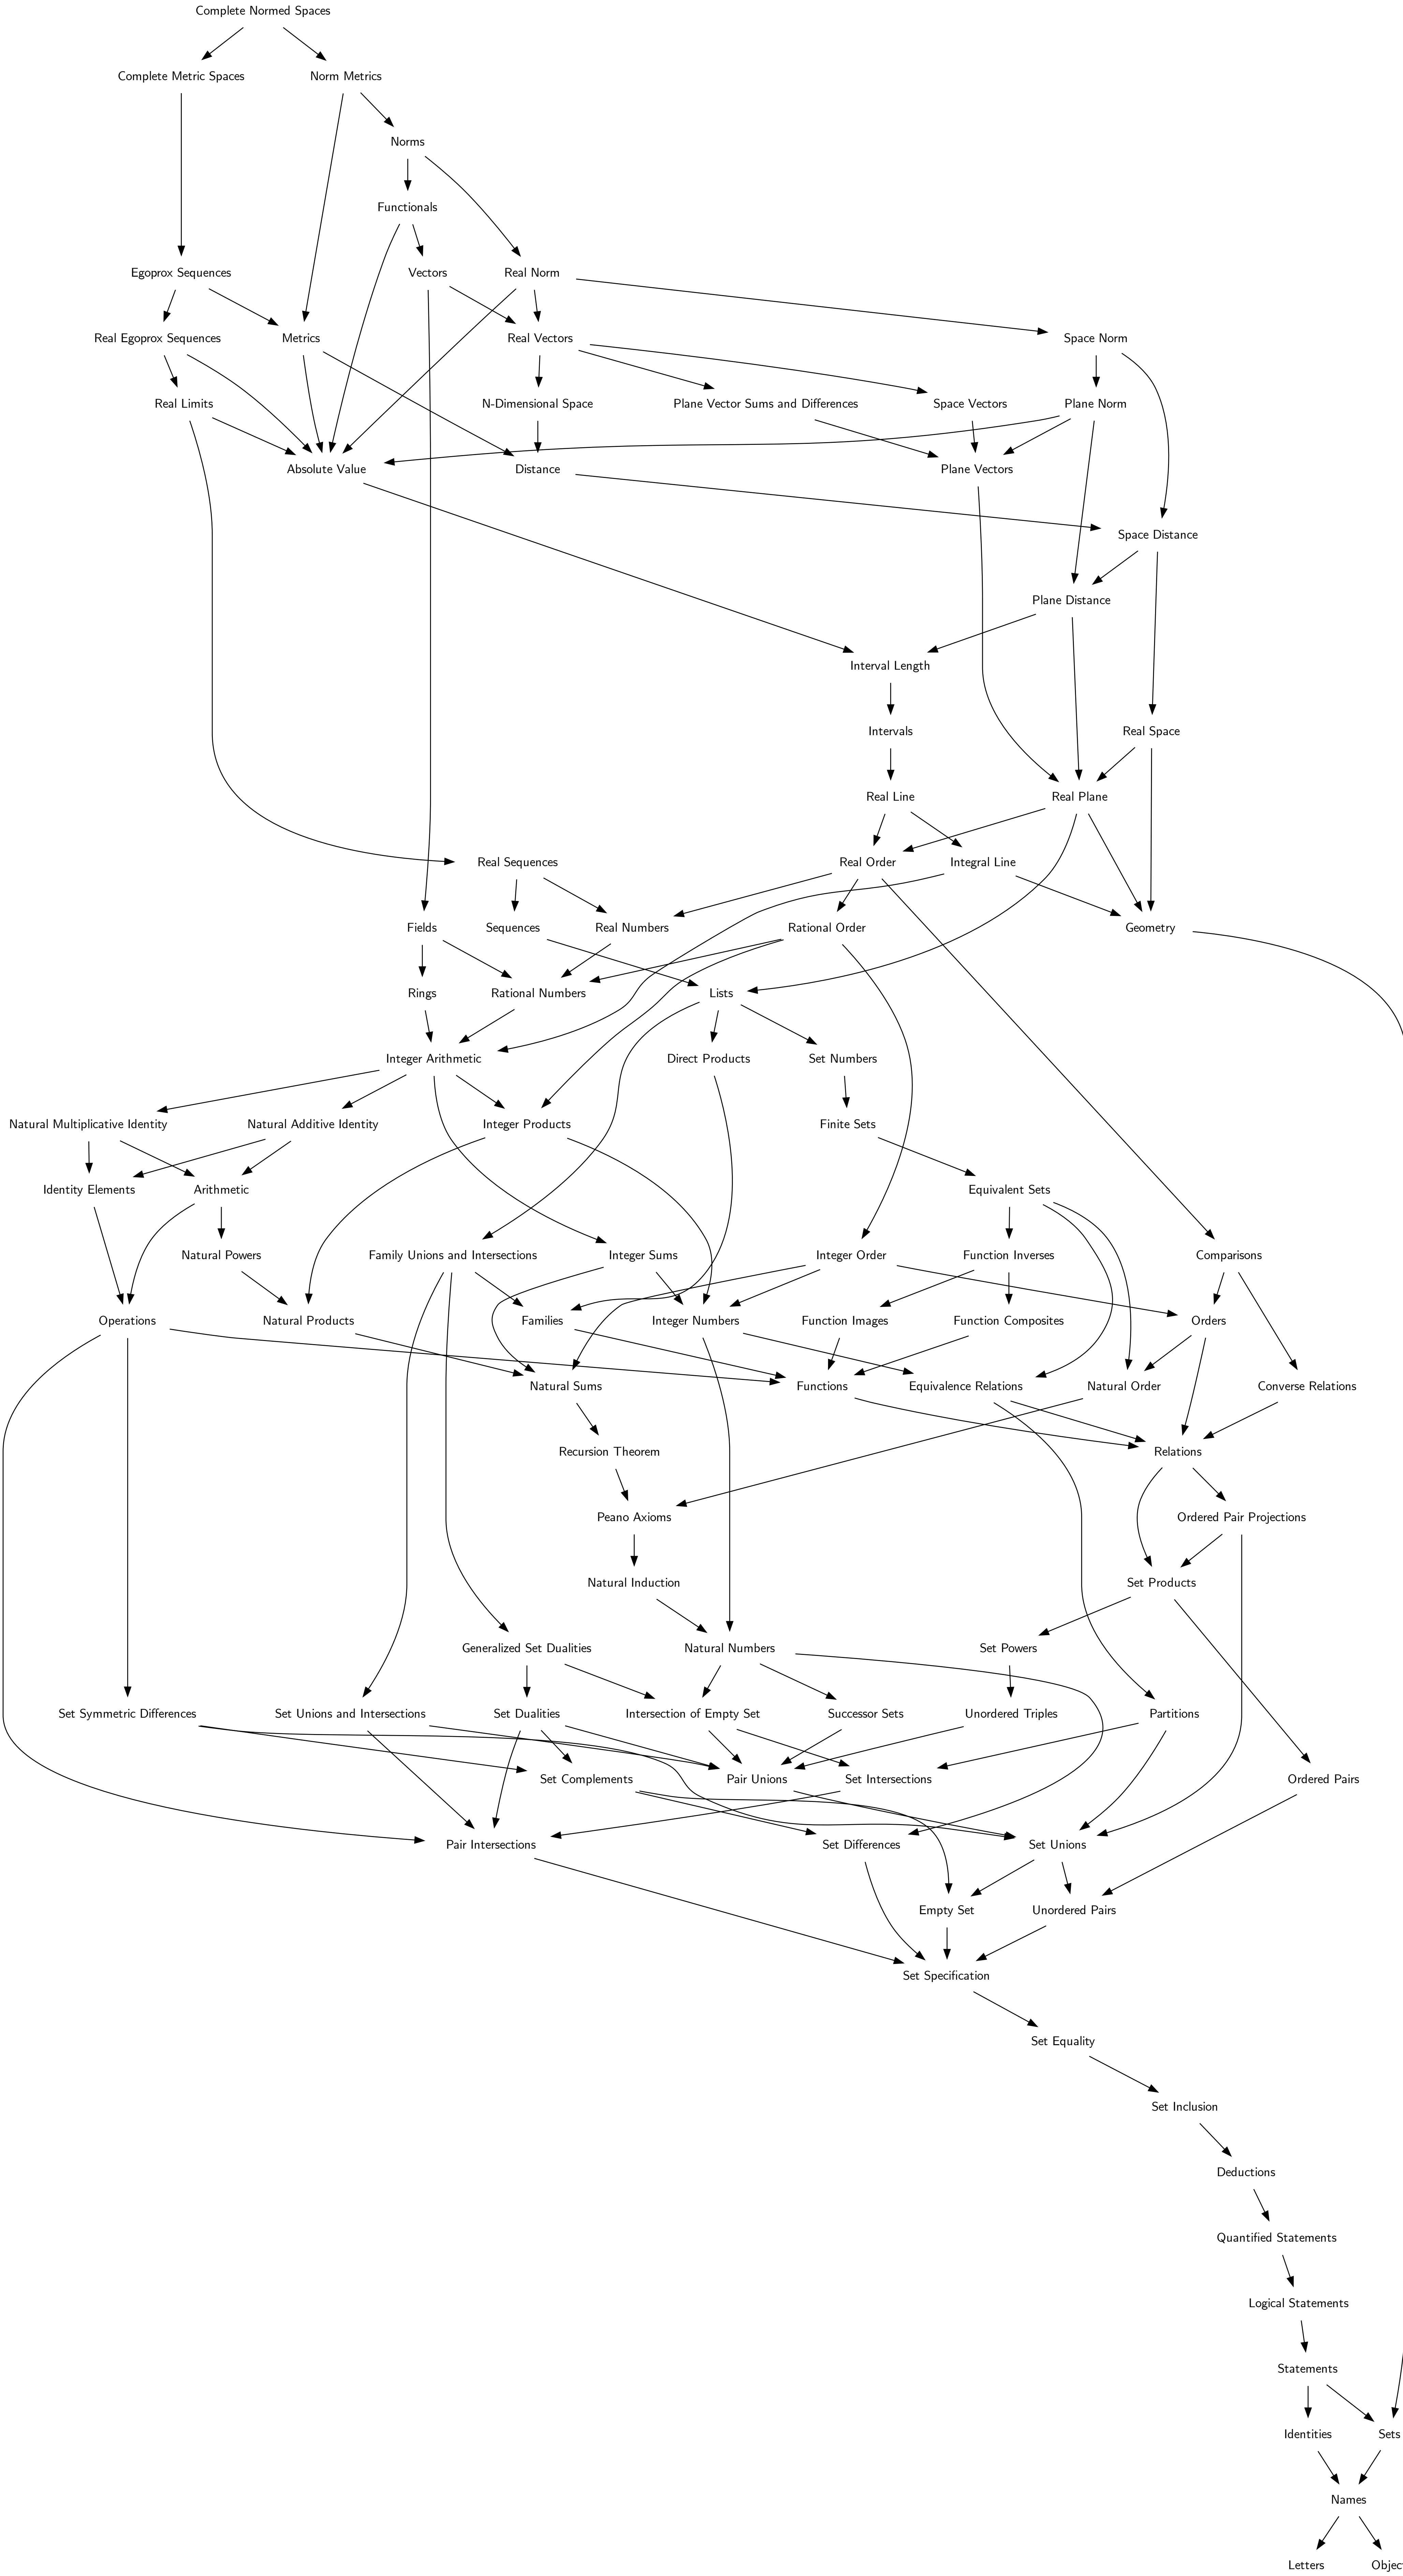 Complete Normed Spaces
Complete Metric Spaces
Norm Metrics
Norms
Functionals
Egoprox Sequences
Vectors
Real Norm
Real Egoprox Sequences
Metrics
Real Vectors
Space Norm
Real Limits
N-Dimensional Space
Plane Vector Sums and Differences
Space Vectors
Plane Norm
Absolute Value
Distance
Plane Vectors
Space Distance
Plane Distance
Interval Length
Intervals
Real Space
Real Line
Real Plane
Real Sequences
Real Order
Integral Line
Fields
Sequences
Real Numbers
Rational Order
Geometry
Rings
Rational Numbers
Lists
Integer Arithmetic
Direct Products
Set Numbers
Natural Multiplicative Identity
Natural Additive Identity
Integer Products
Finite Sets
Identity Elements
Arithmetic
Equivalent Sets
Natural Powers
Family Unions and Intersections
Integer Sums
Integer Order
Function Inverses
Comparisons
Operations
Natural Products
Families
Integer Numbers
Function Images
Function Composites
Orders
Natural Sums
Functions
Equivalence Relations
Natural Order
Converse Relations
Recursion Theorem
Relations
Peano Axioms
Ordered Pair Projections
Natural Induction
Set Products
Generalized Set Dualities
Natural Numbers
Set Powers
Set Symmetric Differences
Set Unions and Intersections
Set Dualities
Intersection of Empty Set
Successor Sets
Unordered Triples
Partitions
Set Complements
Pair Unions
Set Intersections
Ordered Pairs
Pair Intersections
Set Differences
Set Unions
Empty Set
Unordered Pairs
Set Specification
Set Equality
Set Inclusion
Deductions
Quantified Statements
Logical Statements
Statements
Identities
Sets
Names
Letters